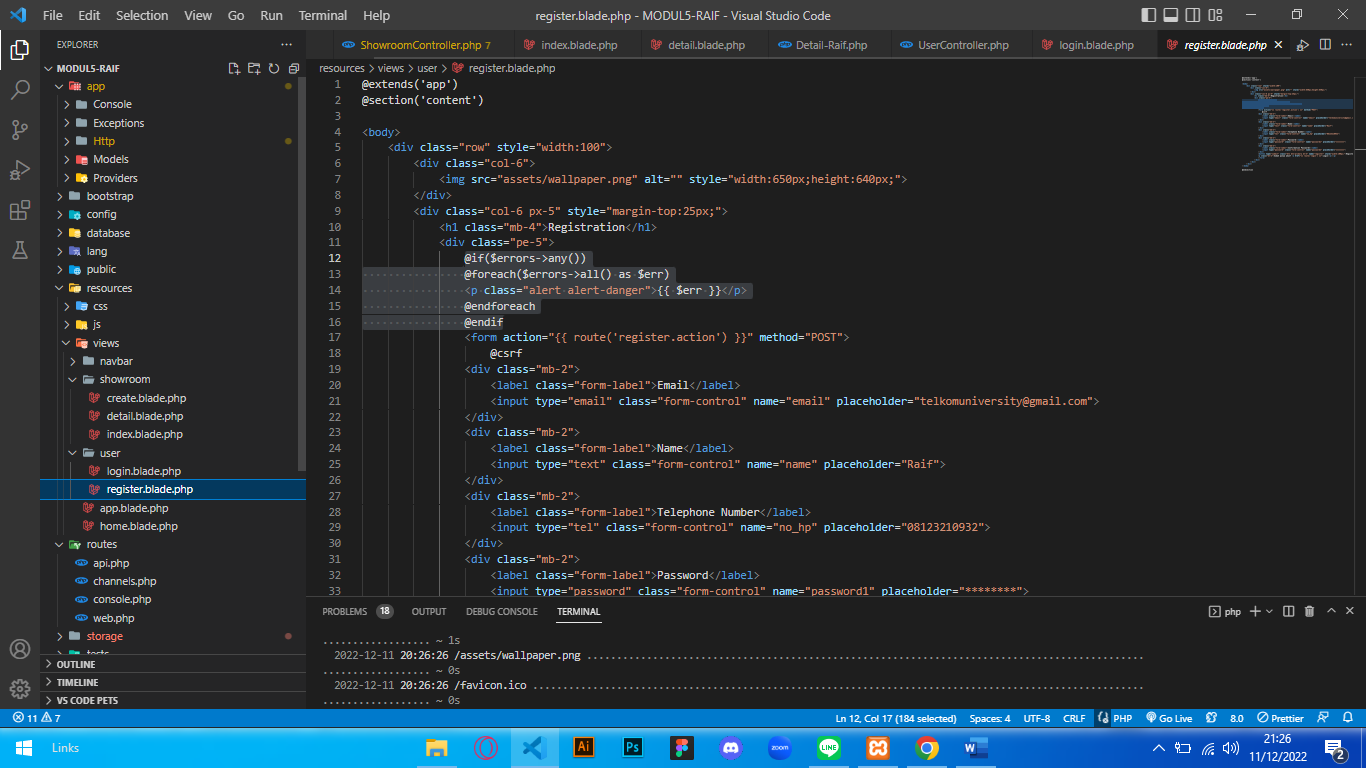 File Edit Selection View Go Run Terminal Help register.blade.php - MODUL5-RAIF - Visual Studio Code
EXPLORER
ShowroomController.php 7 index.blade.php detail.blade.php Detail-Raif.php UserController.php login.blade.php register.blade.php
MODUL5-RAIF
resources > views > user > register.blade.php
app
Console
Exceptions
Http
Models
Providers
bootstrap
config
database
lang
public
resources
css
js
views
navbar
showroom
create.blade.php
detail.blade.php
index.blade.php
user
login.blade.php
register.blade.php
app.blade.php
home.blade.php
routes
api.php
channels.php
console.php
web.php
storage
tests
OUTLINE
TIMELINE
VS CODE PETS
1 @extends('app')
2 @section('content')
3
4 <body>
5 <div class="row" style="width:100">
6 <div class="col-6">
7 <img src="assets/wallpaper.png" alt="" style="width:650px;height:640px;">
8 </div>
9 <div class="col-6 px-5" style="margin-top:25px;">
10 <h1 class="mb-4">Registration</h1>
11 <div class="pe-5">
12 @if($errors->any())
13 @foreach($errors->all() as $err)
14 <p class="alert alert-danger">{{ $err }}</p>
15 @endforeach
16 @endif
17 <form action="{{ route('register.action') }}" method="POST">
18 @csrf
19 <div class="mb-2">
20 <label class="form-label">Email</label>
21 <input type="email" class="form-control" name="email" placeholder="telkomuniversity@gmail.com">
22 </div>
23 <div class="mb-2">
24 <label class="form-label">Name</label>
25 <input type="text" class="form-control" name="name" placeholder="Raif">
26 </div>
27 <div class="mb-2">
28 <label class="form-label">Telephone Number</label>
29 <input type="tel" class="form-control" name="no_hp" placeholder="08123210932">
30 </div>
31 <div class="mb-2">
32 <label class="form-label">Password</label>
33 <input type="password" class="form-control" name="password1" placeholder="********">
PROBLEMS 18 OUTPUT DEBUG CONSOLE TERMINAL php
................. ~ 1s
2022-12-11 20:26:26 /assets/wallpaper.png ........................................................................................
................. ~ 0s
2022-12-11 20:26:26 /favicon.ico .................................................................................................
................. ~ 0s
11 7 Ln 12, Col 17 (184 selected) Spaces: 4 UTF-8 CRLF PHP Go Live 8.0 Prettier
Links Ai Ps zoom LINE W 21:26
11/12/2022 2